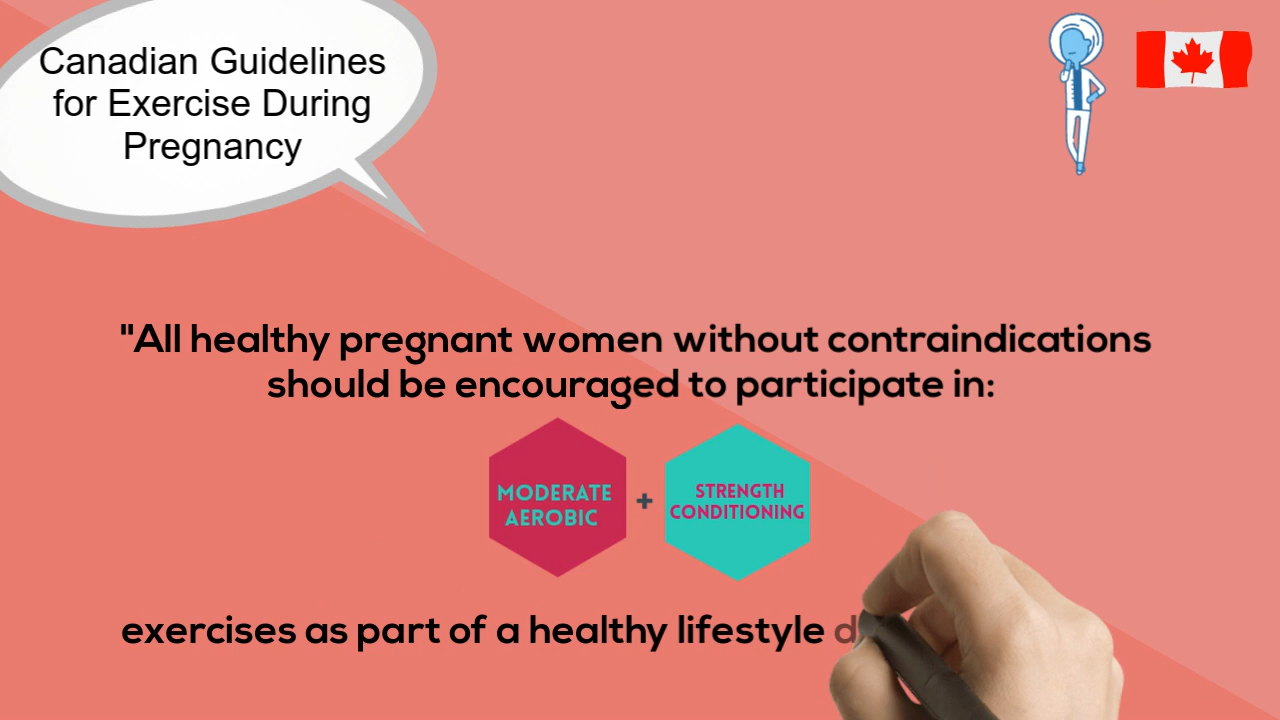 Canadian Guidelines
for Exercise During
Pregnancy
"All healthy pregnant women without contraindications
should be encouraged to participate in:
MODERATE
AEROBIC
+
STRENGTH
CONDITIONING
exercises as part of a healthy lifestyle